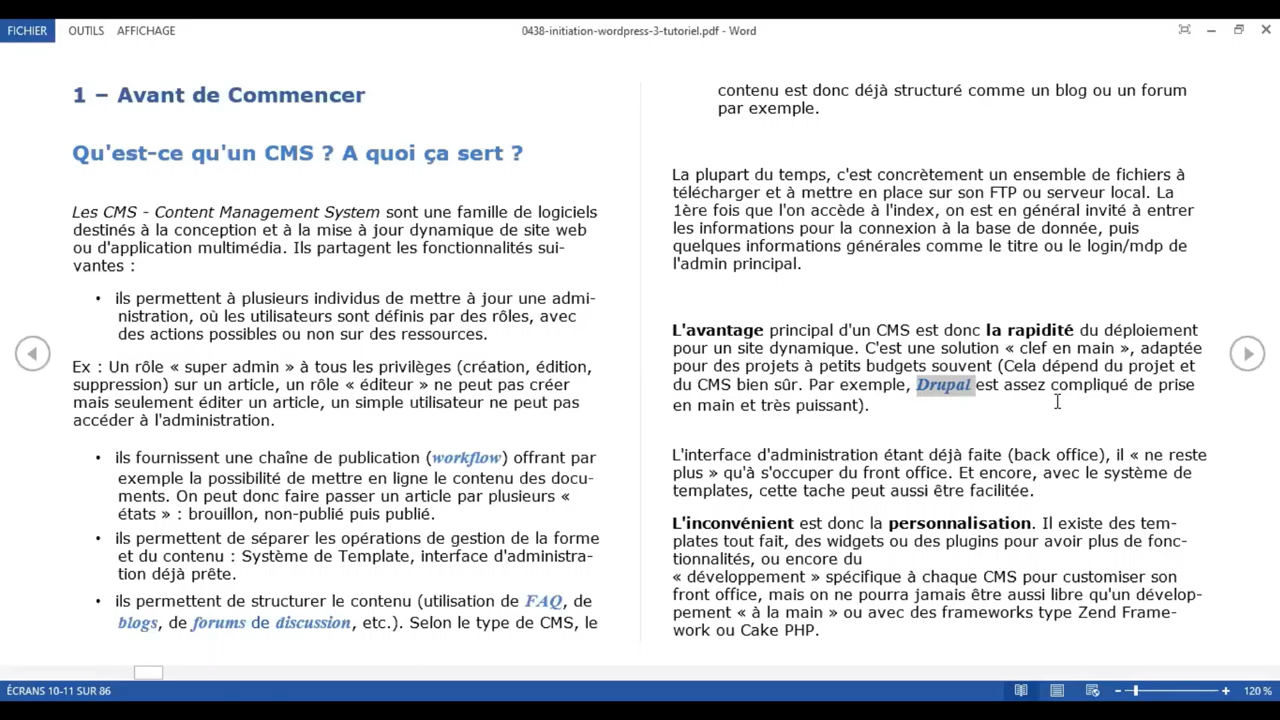 FICHIER OUTILS AFFICHAGE 0438-initiation-wordpress-3-tutoriel.pdf - Word
1 – Avant de Commencer
Qu'est-ce qu'un CMS ? A quoi ça sert ?
Les CMS - Content Management System sont une famille de logiciels
destinés à la conception et à la mise à jour dynamique de site web
ou d'application multimédia. Ils partagent les fonctionnalités sui-
vantes :
• ils permettent à plusieurs individus de mettre à jour une admi-
nistration, où les utilisateurs sont définis par des rôles, avec
des actions possibles ou non sur des ressources.
Ex : Un rôle « super admin » à tous les privilèges (création, édition,
suppression) sur un article, un rôle « éditeur » ne peut pas créer
mais seulement éditer un article, un simple utilisateur ne peut pas
accéder à l'administration.
• ils fournissent une chaîne de publication (workflow) offrant par
exemple la possibilité de mettre en ligne le contenu des docu-
ments. On peut donc faire passer un article par plusieurs «
états » : brouillon, non-publié puis publié.
• ils permettent de séparer les opérations de gestion de la forme
et du contenu : Système de Template, interface d'administra-
tion déjà prête.
• ils permettent de structurer le contenu (utilisation de FAQ, de
blogs, de forums de discussion, etc.). Selon le type de CMS, le
contenu est donc déjà structuré comme un blog ou un forum
par exemple.
La plupart du temps, c'est concrètement un ensemble de fichiers à
télécharger et à mettre en place sur son FTP ou serveur local. La
1ère fois que l'on accède à l'index, on est en général invité à entrer
les informations pour la connexion à la base de donnée, puis
quelques informations générales comme le titre ou le login/mdp de
l'admin principal.
L'avantage principal d'un CMS est donc la rapidité du déploiement
pour un site dynamique. C'est une solution « clef en main », adaptée
pour des projets à petits budgets souvent (Cela dépend du projet et
du CMS bien sûr. Par exemple, Drupal est assez compliqué de prise
en main et très puissant).
L'interface d'administration étant déjà faite (back office), il « ne reste
plus » qu'à s'occuper du front office. Et encore, avec le système de
templates, cette tache peut aussi être facilitée.
L'inconvénient est donc la personnalisation. Il existe des tem-
plates tout fait, des widgets ou des plugins pour avoir plus de fonc-
tionnalités, ou encore du
« développement » spécifique à chaque CMS pour customiser son
front office, mais on ne pourra jamais être aussi libre qu'un dévelop-
pement « à la main » ou avec des frameworks type Zend Frame-
work ou Cake PHP.
ÉCRANS 10-11 SUR 86 120 %